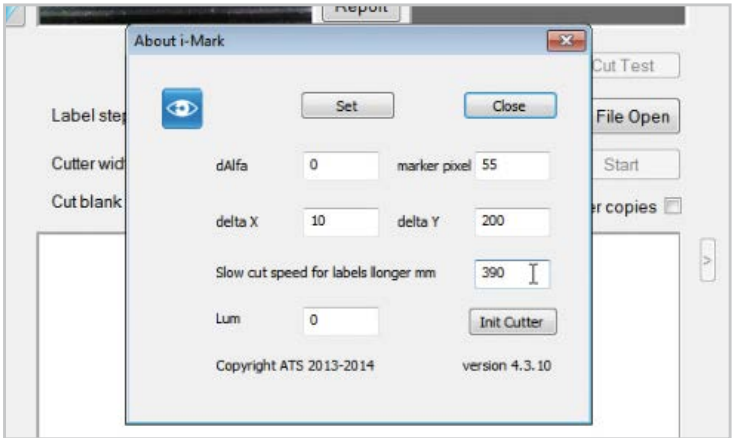 Report
About i-Mark
Cut Test
Set
Close
Label step
File Open
Cutter wid
dAlfa
0
marker pixel
55
Start
Cut blank
er copies
delta X
10
delta Y
200
>
Slow cut speed for labels llonger mm
390
Lum
0
Init Cutter
Copyright ATS 2013-2014
version 4.3.10